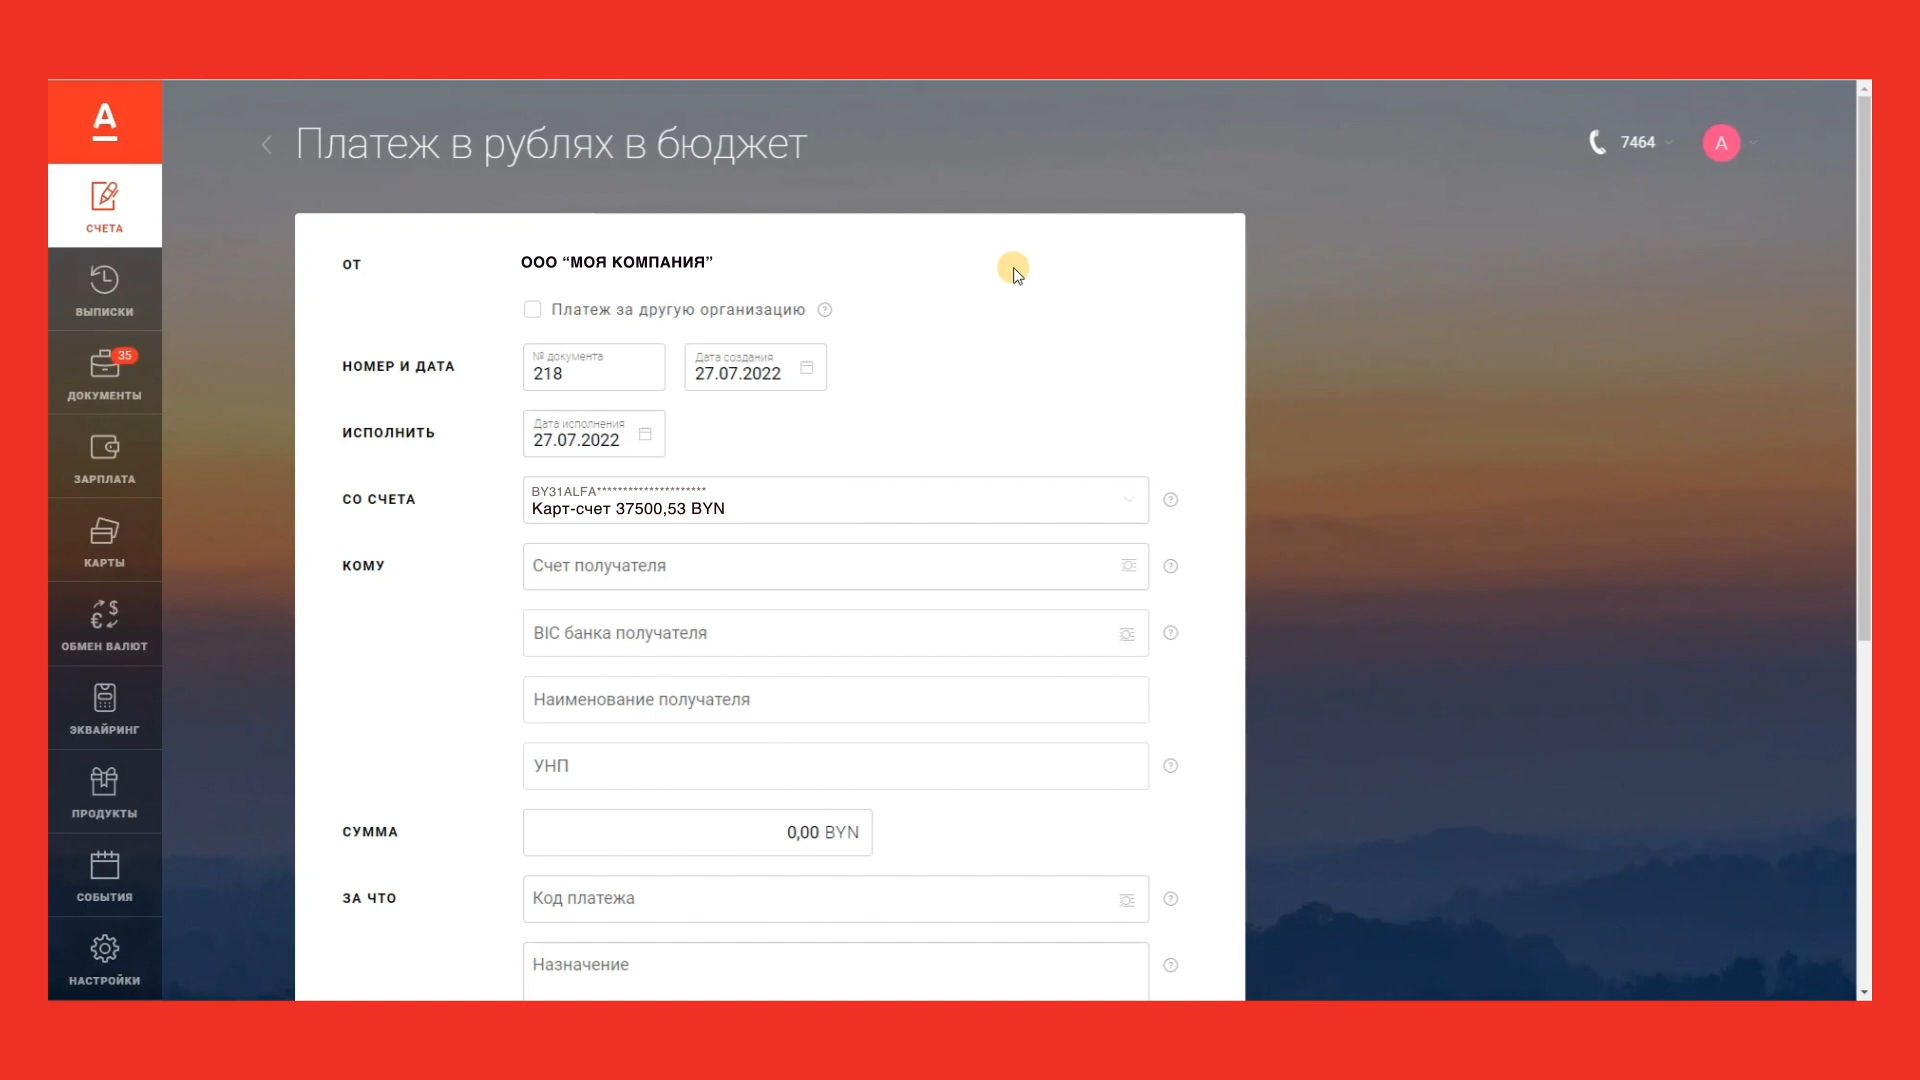 А
СЧЕТА
ВЫПИСКИ
35
ДОКУМЕНТЫ
ЗАРПЛАТА
КАРТЫ
$
€
ОБМЕН ВАЛЮТ
ЭКВАЙРИНГ
ПРОДУКТЫ
СОБЫТИЯ
НАСТРОЙКИ
Платеж в рублях в бюджет
7464
А
ОТ
ООО “МОЯ КОМПАНИЯ”
Платеж за другую организацию ?
НОМЕР И ДАТА
№ документа
218
Дата создания
27.07.2022
ИСПОЛНИТЬ
Дата исполнения
27.07.2022
СО СЧЕТА
BY31ALFA*********************
Карт-счет 37500,53 BYN
?
КОМУ
Счет получателя
?
BIC банка получателя
?
Наименование получателя
УНП
?
СУММА
0,00 BYN
ЗА ЧТО
Код платежа
?
Назначение
?